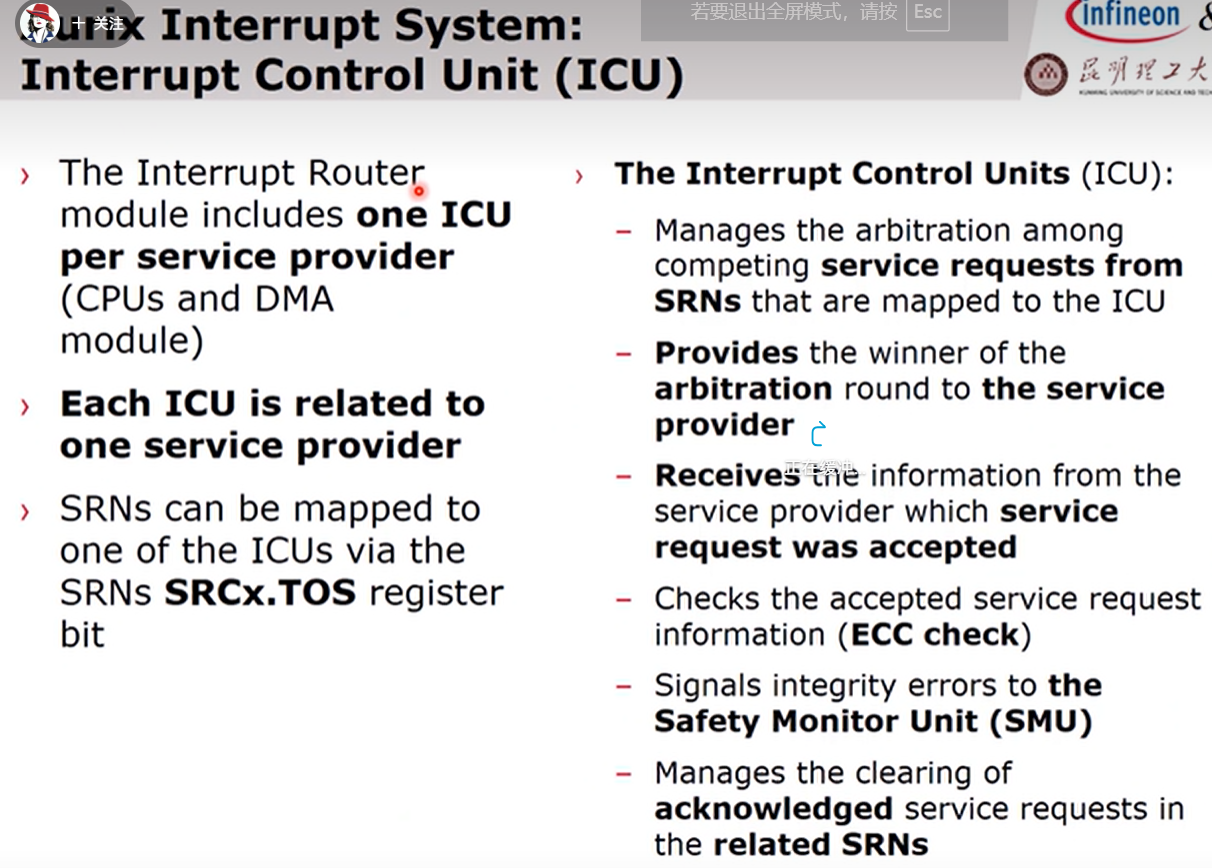 + 关注
urix Interrupt System:
若要退出全屏模式，请按 Esc
Infineon &
Interrupt Control Unit (ICU)
昆明理工大
KUNMING UNIVERSITY OF SCIENCE AND TECH
› The Interrupt Router
module includes one ICU
per service provider
(CPUs and DMA
module)
› Each ICU is related to
one service provider
› SRNs can be mapped to
one of the ICUs via the
SRNs SRCx.TOS register
bit
› The Interrupt Control Units (ICU):
– Manages the arbitration among
competing service requests from
SRNs that are mapped to the ICU
– Provides the winner of the
arbitration round to the service
provider
正在缓冲...
– Receives the information from the
service provider which service
request was accepted
– Checks the accepted service request
information (ECC check)
– Signals integrity errors to the
Safety Monitor Unit (SMU)
– Manages the clearing of
acknowledged service requests in
the related SRNs